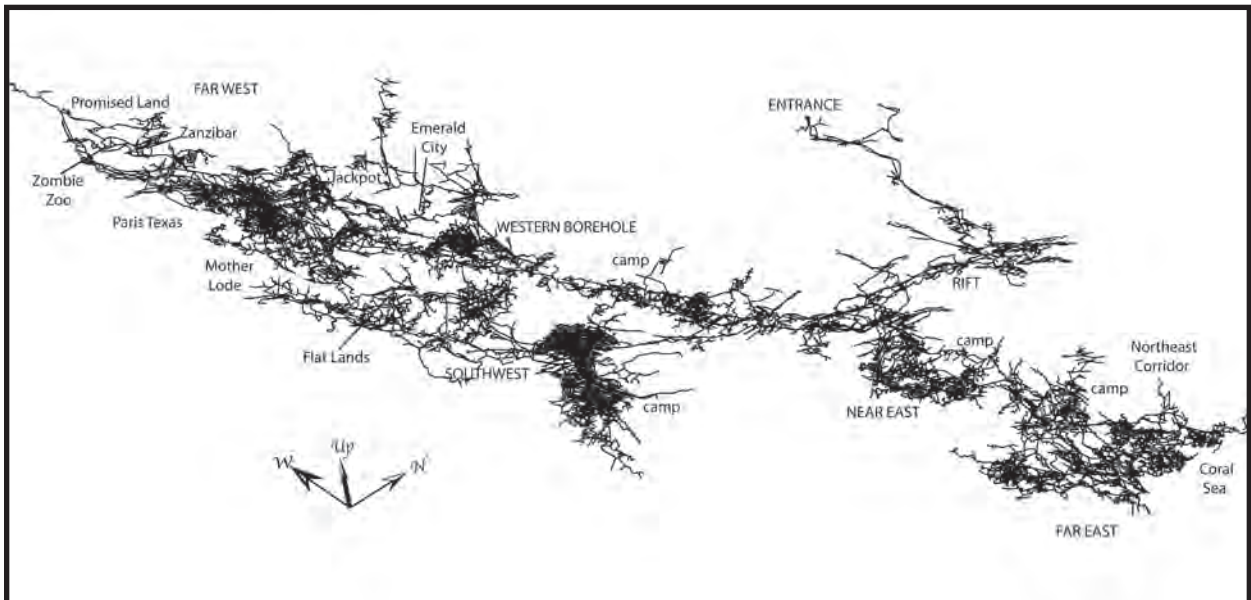 FAR WEST
Promised Land
Zanzibar
Zombie
Zoo
Paris Texas
Jackpot
Emerald
City
ENTRANCE
WESTERN BOREHOLE
camp
Mother
Lode
RIFT
Flat Lands
SOUTHWEST
camp
camp
Northeast
Corridor
camp
NEAR EAST
Coral
Sea
FAR EAST
W
Up
N